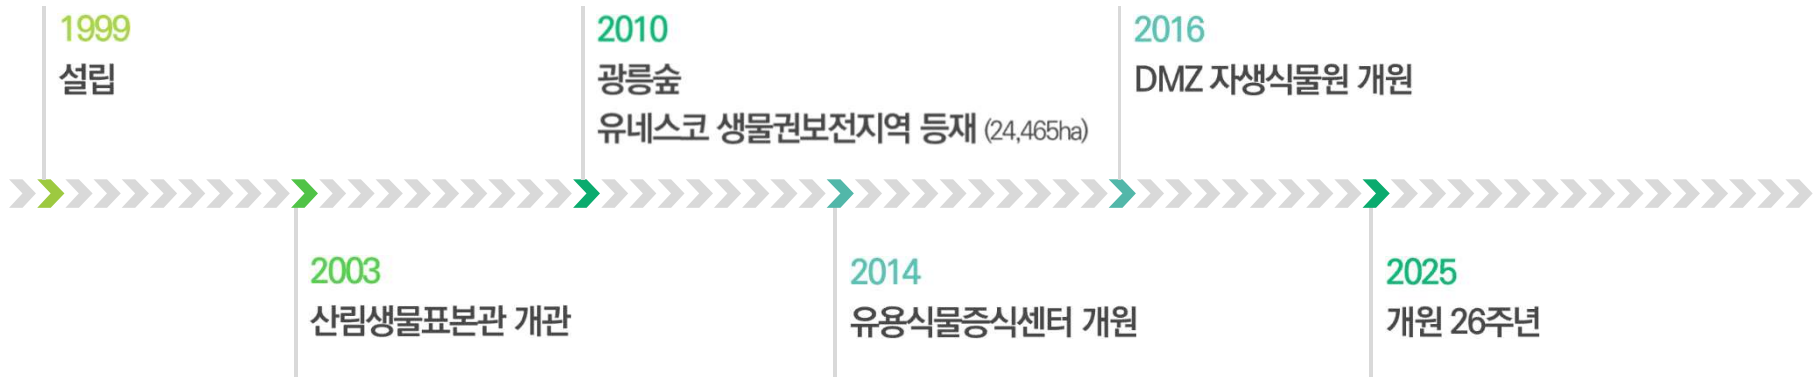 1999
설립
2003
산림생물표본관 개관
2010
광릉숲
유네스코 생물권보전지역 등재 (24,465ha)
2014
유용식물증식센터 개원
2016
DMZ 자생식물원 개원
2025
개원 26주년